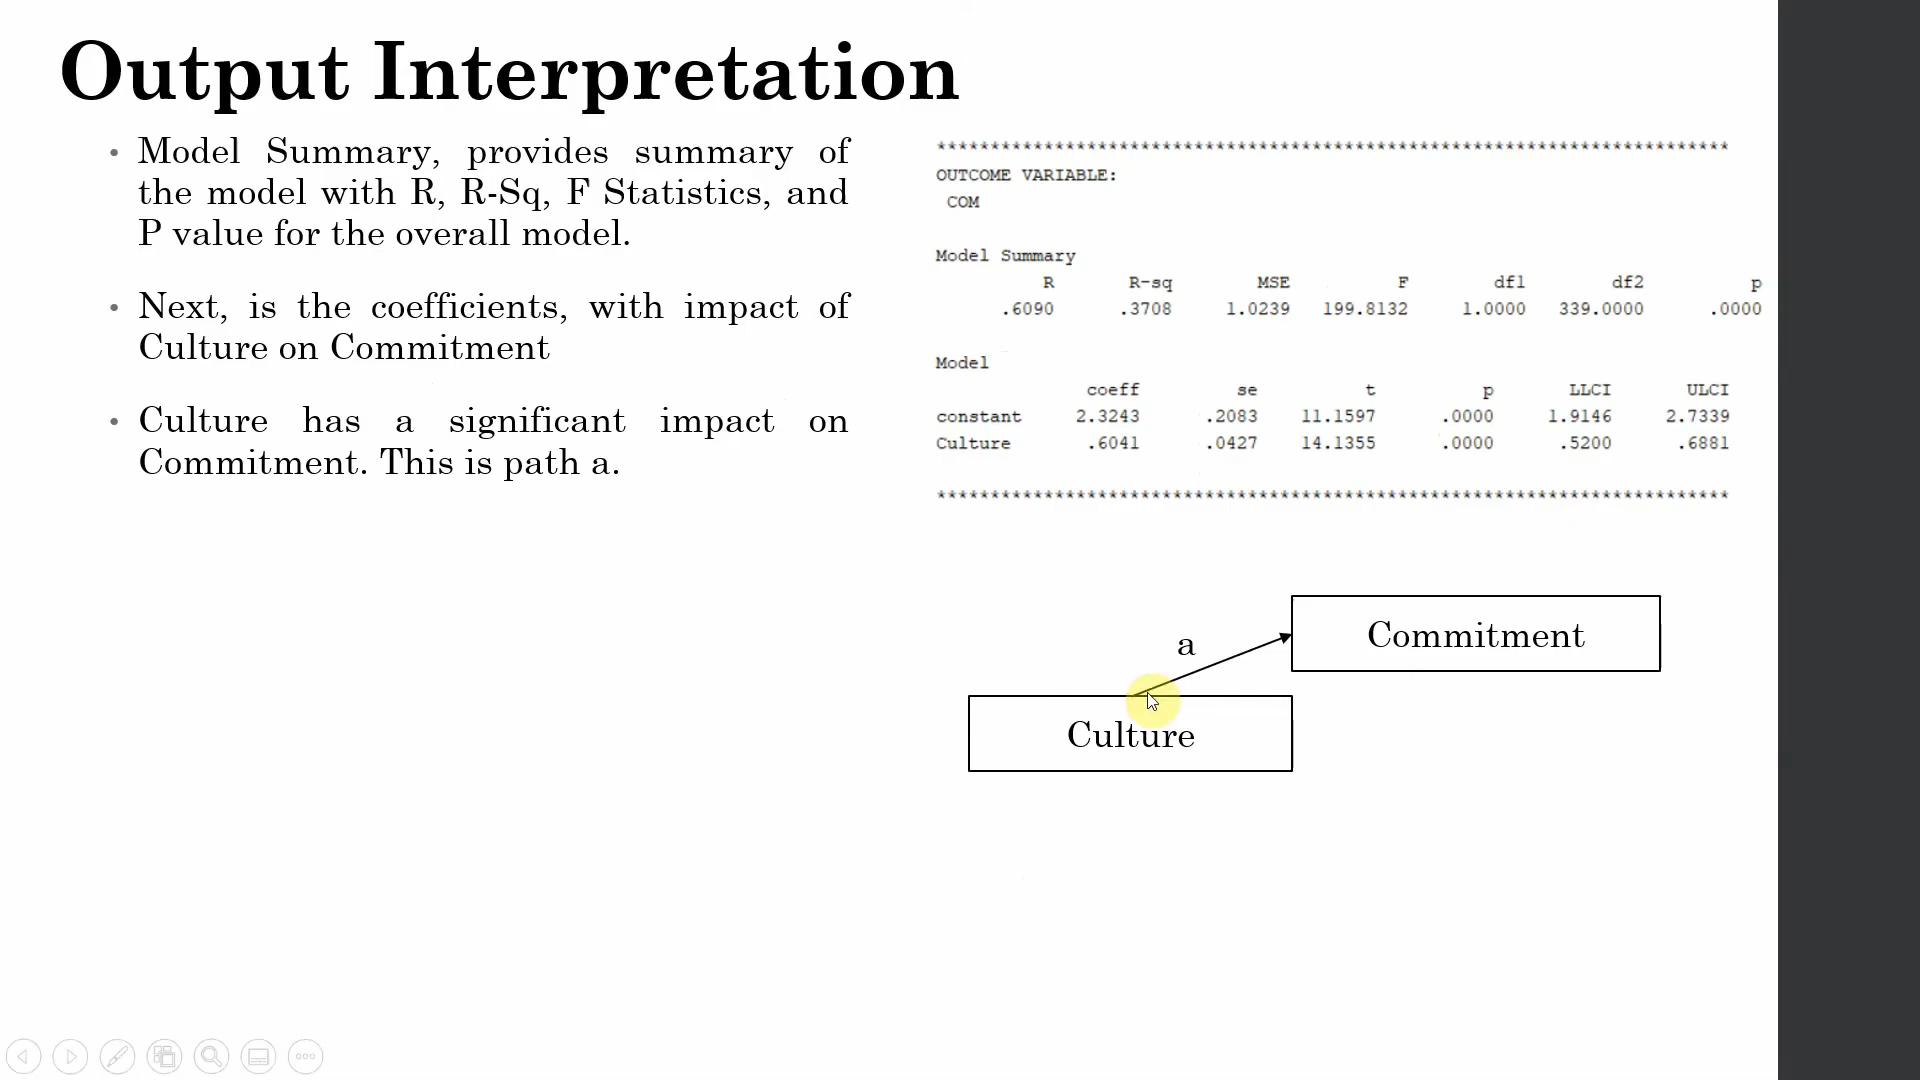 Output Interpretation
• Model Summary, provides summary of
the model with R, R-Sq, F Statistics, and
P value for the overall model.
• Next, is the coefficients, with impact of
Culture on Commitment
• Culture has a significant impact on
Commitment. This is path a.
**************************************************************************
OUTCOME VARIABLE:
COM
Model Summary
R R-sq MSE F df1 df2 p
.6090 .3708 1.0239 199.8132 1.0000 339.0000 .0000
Model
coeff se t p LLCI ULCI
constant 2.3243 .2083 11.1597 .0000 1.9146 2.7339
Culture .6041 .0427 14.1355 .0000 .5200 .6881
**************************************************************************
a
Commitment
Culture